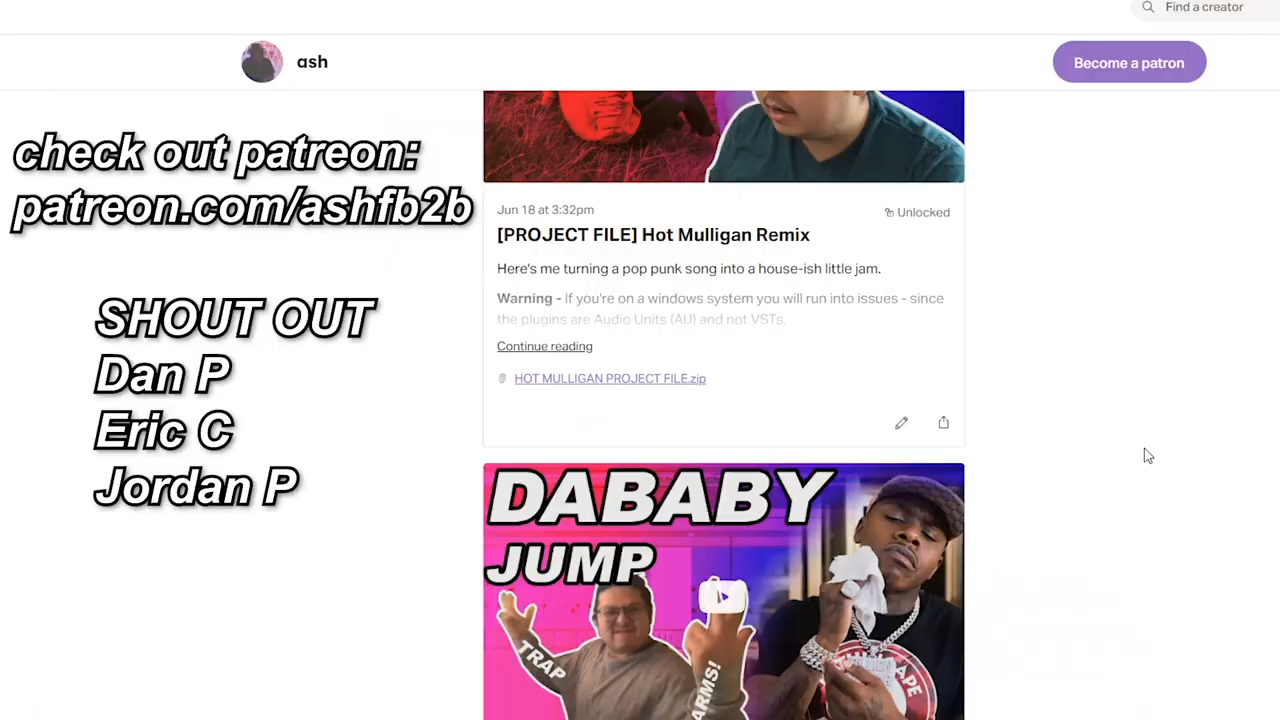 Find a creator
ash
Become a patron
check out patreon:
patreon.com/ashfb2b
SHOUT OUT
Dan P
Eric C
Jordan P
Jun 18 at 3:32pm
Unlocked
[PROJECT FILE] Hot Mulligan Remix
Here's me turning a pop punk song into a house-ish little jam.
Warning - If you're on a windows system you will run into issues - since
the plugins are Audio Units (AU) and not VSTs.
Continue reading
HOT MULLIGAN PROJECT FILE.zip
DABABY
JUMP
TRAP
ARMS!